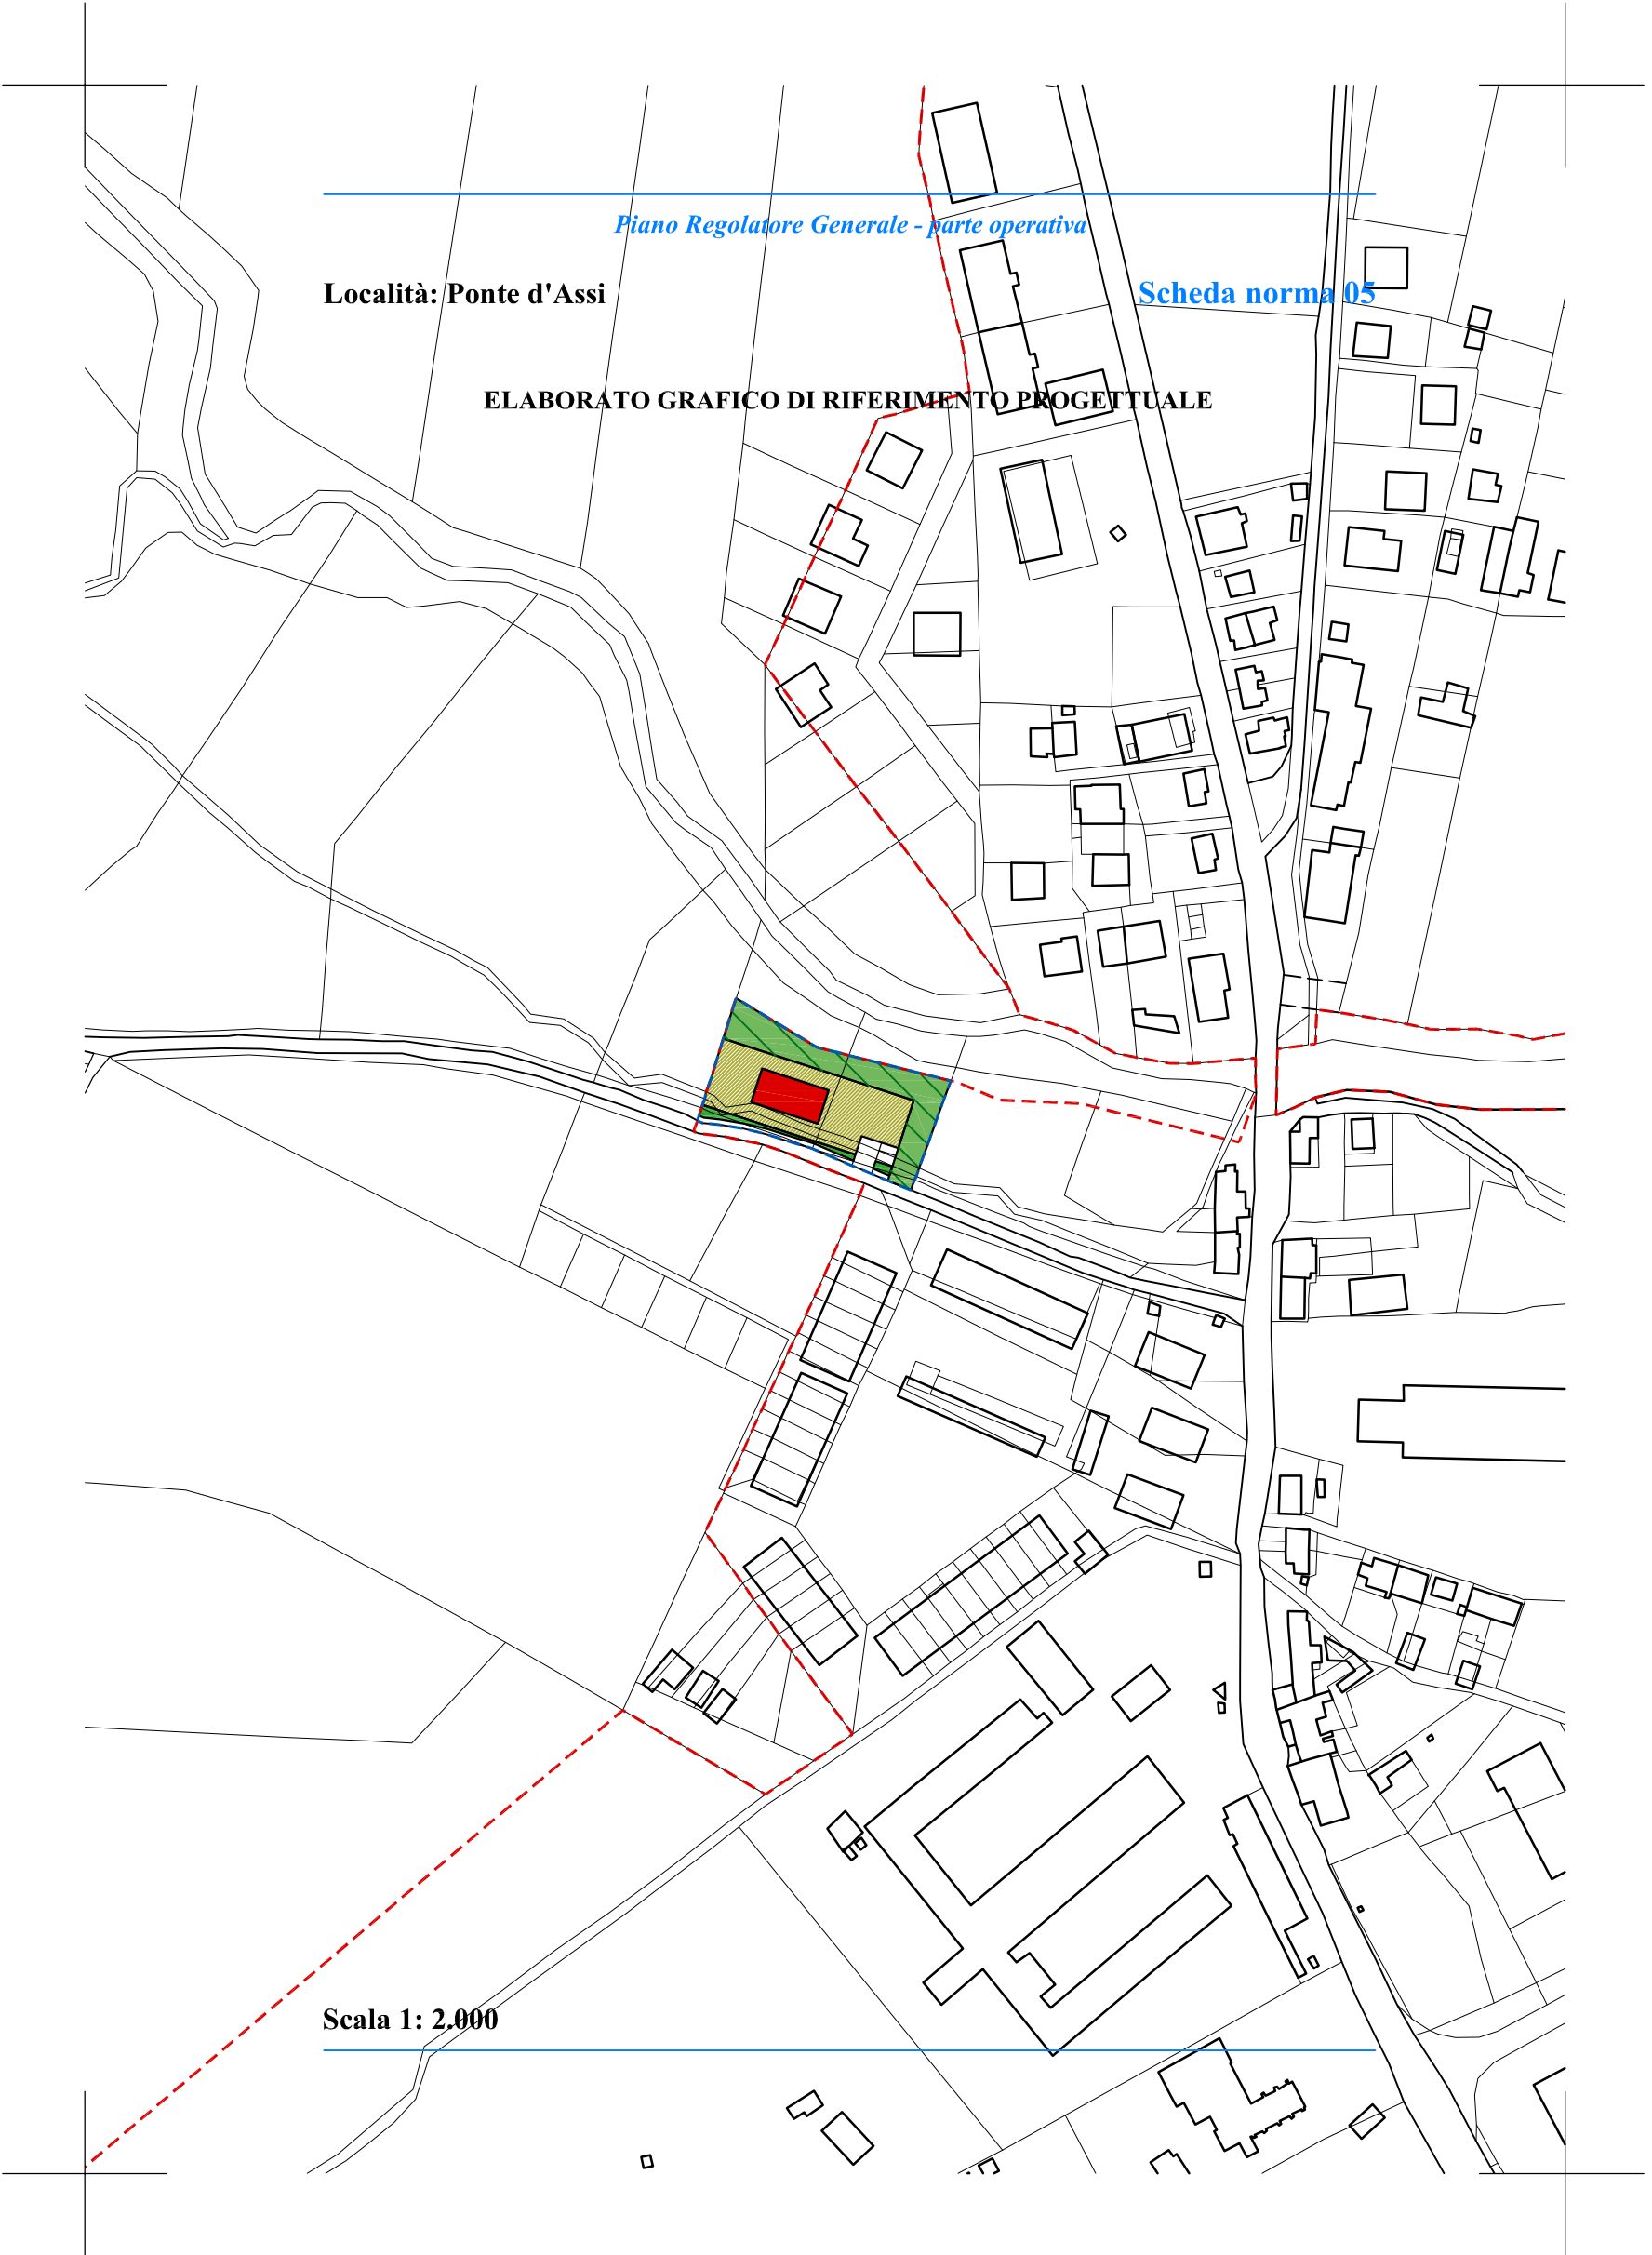 Piano Regolatore Generale - parte operativa
Località: Ponte d'Assi
Scheda norma 05
ELABORATO GRAFICO DI RIFERIMENTO PROGETTUALE
Scala 1: 2.000